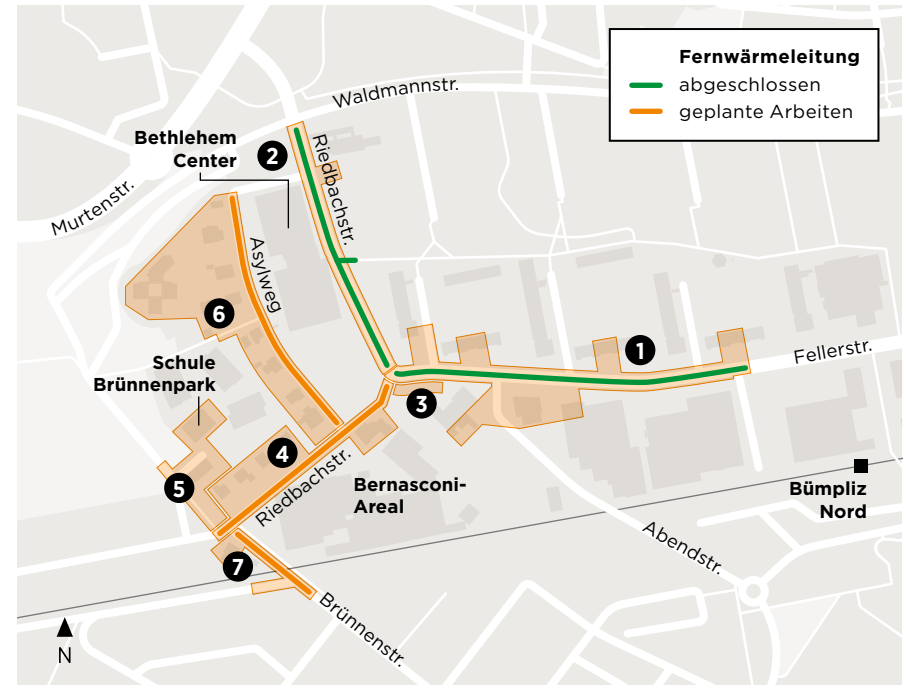 Fernwärmeleitung
abgeschlossen
geplante Arbeiten
Waldmannstr.
Bethlehem
Center
2
Riedbachstr.
Murtenstr.
Asylweg
6
1
Fellerstr.
Schule
Brünnenpark
3
4
5
Riedbachstr.
Bernasconi-
Areal
Bümpliz
Nord
7
Abendstr.
Brünnenstr.
N